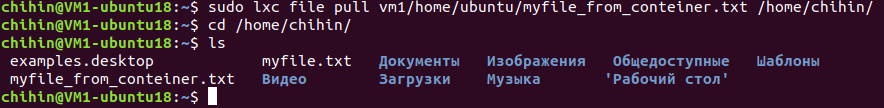 chihin@VM1-ubuntu18:~$ sudo lxc file pull vm1/home/ubuntu/myfile_from_conteiner.txt /home/chihin/
chihin@VM1-ubuntu18:~$ cd /home/chihin/
chihin@VM1-ubuntu18:~$ ls
examples.desktop myfile.txt Документы Изображения Общедоступные Шаблоны
myfile_from_conteiner.txt Видео Загрузки Музыка 'Рабочий стол'
chihin@VM1-ubuntu18:~$